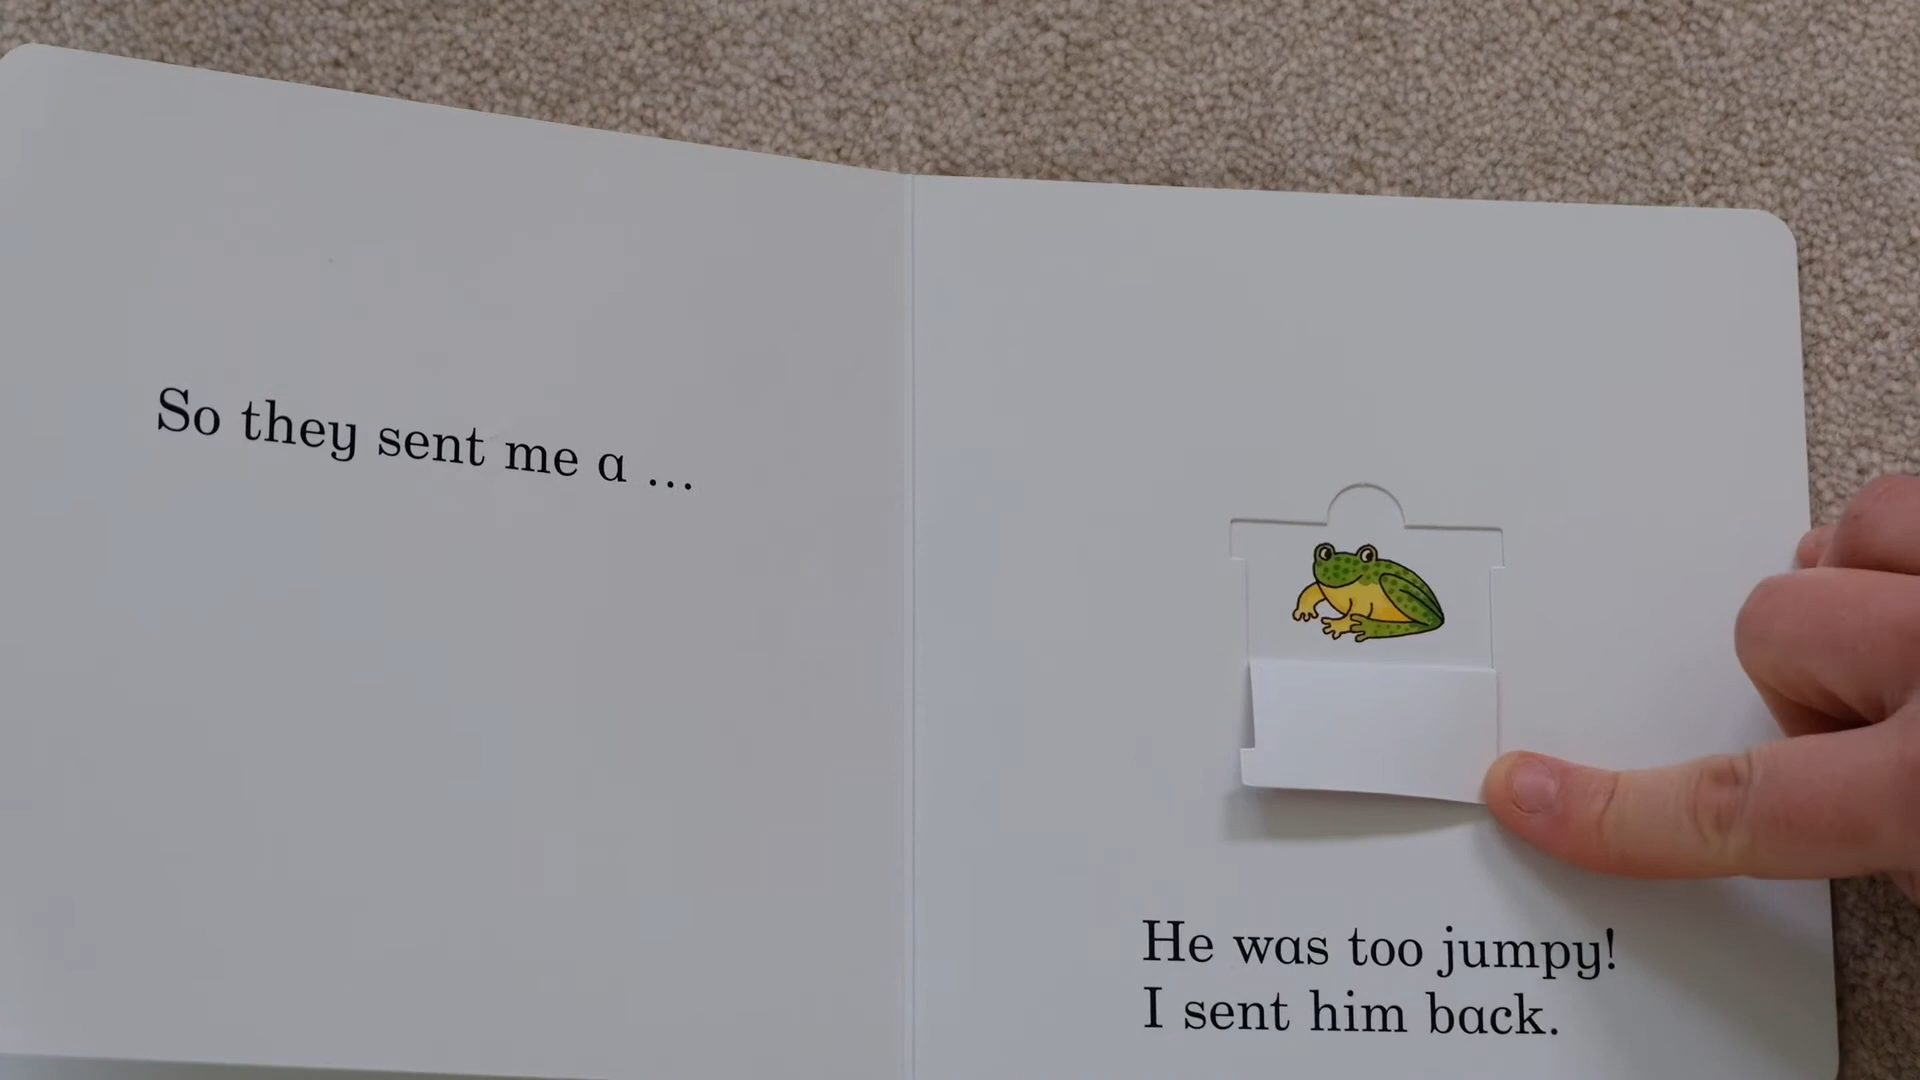 So they sent me a ...
He was too jumpy!
I sent him back.